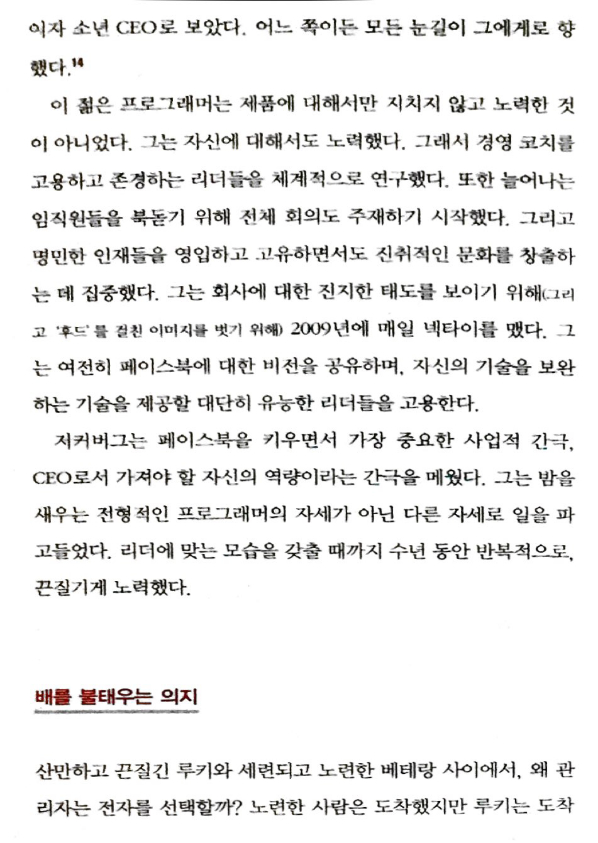 이자 소년 CEO로 보았다. 어느 쪽이든 모든 눈길이 그에게로 향
했다.14
이 젊은 프로그래머는 제품에 대해서만 지치지 않고 노력한 것
이 아니었다. 그는 자신에 대해서도 노력했다. 그래서 경영 코치를
고용하고 존경하는 리더들을 체계적으로 연구했다. 또한 늘어나는
임직원들을 북돋기 위해 전체 회의도 주재하기 시작했다. 그리고
명민한 인재들을 영입하고 고유하면서도 진취적인 문화를 창출하
는 데 집중했다. 그는 회사에 대한 진지한 태도를 보이기 위해(그리
고 '후드'를 걸친 이미지를 벗기 위해) 2009년에 매일 넥타이를 맸다. 그
는 여전히 페이스북에 대한 비전을 공유하며, 자신의 기술을 보완
하는 기술을 제공할 대단히 유능한 리더들을 고용한다.
저커버그는 페이스북을 키우면서 가장 중요한 사업적 간극,
CEO로서 가져야 할 자신의 역량이라는 간극을 메웠다. 그는 밤을
새우는 전형적인 프로그래머의 자세가 아닌 다른 자세로 일을 파
고들었다. 리더에 맞는 모습을 갖출 때까지 수년 동안 반복적으로,
끈질기게 노력했다.
배를 불태우는 의지
산만하고 끈질긴 루키와 세련되고 노련한 베테랑 사이에서, 왜 관
리자는 전자를 선택할까? 노련한 사람은 도착했지만 루키는 도착